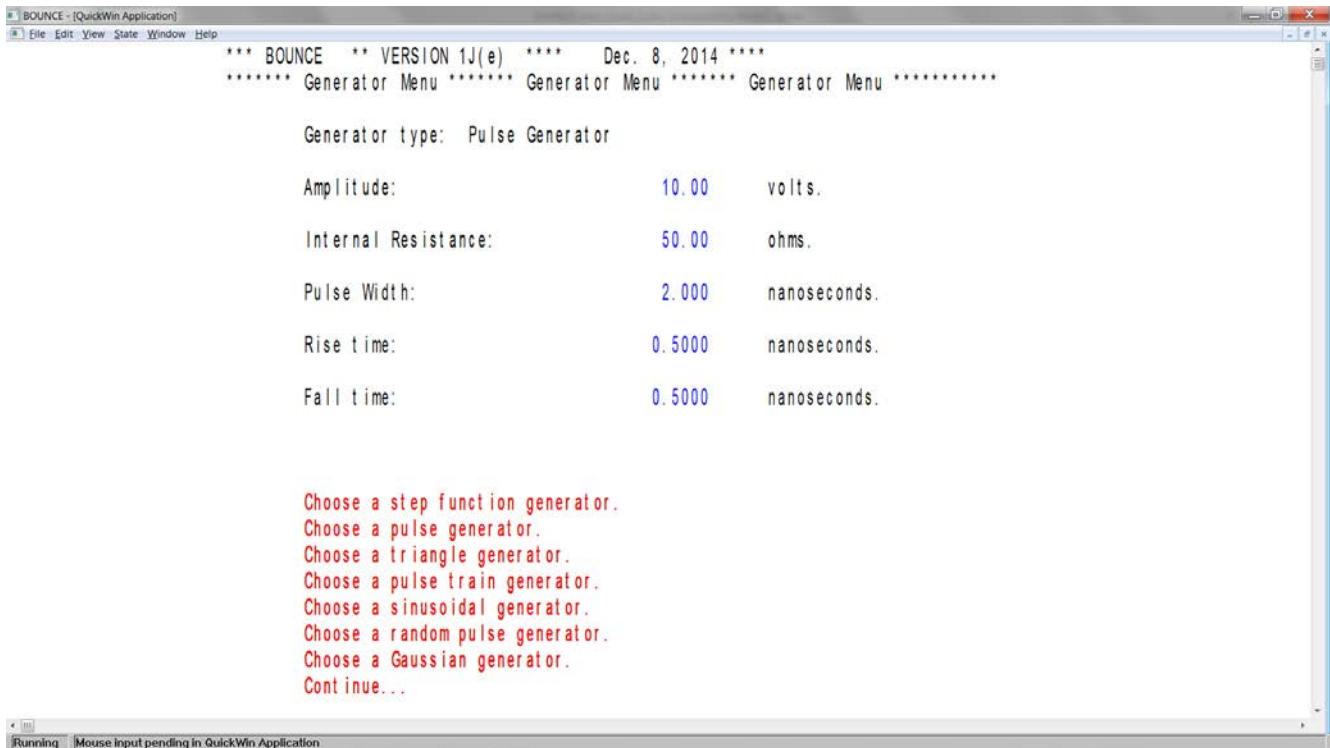 BOUNCE - [QuickWin Application]
File Edit View State Window Help
*** BOUNCE ** VERSION 1J(e) **** Dec. 8, 2014 ****
******* Generator Menu ******* Generator Menu ******* Generator Menu ***********
Generator type: Pulse Generator
Amplitude: 10.00 volts.
Internal Resistance: 50.00 ohms.
Pulse Width: 2.000 nanoseconds.
Rise time: 0.5000 nanoseconds.
Fall time: 0.5000 nanoseconds.
Choose a step function generator.
Choose a pulse generator.
Choose a triangle generator.
Choose a pulse train generator.
Choose a sinusoidal generator.
Choose a random pulse generator.
Choose a Gaussian generator.
Continue...
Running Mouse input pending in QuickWin Application